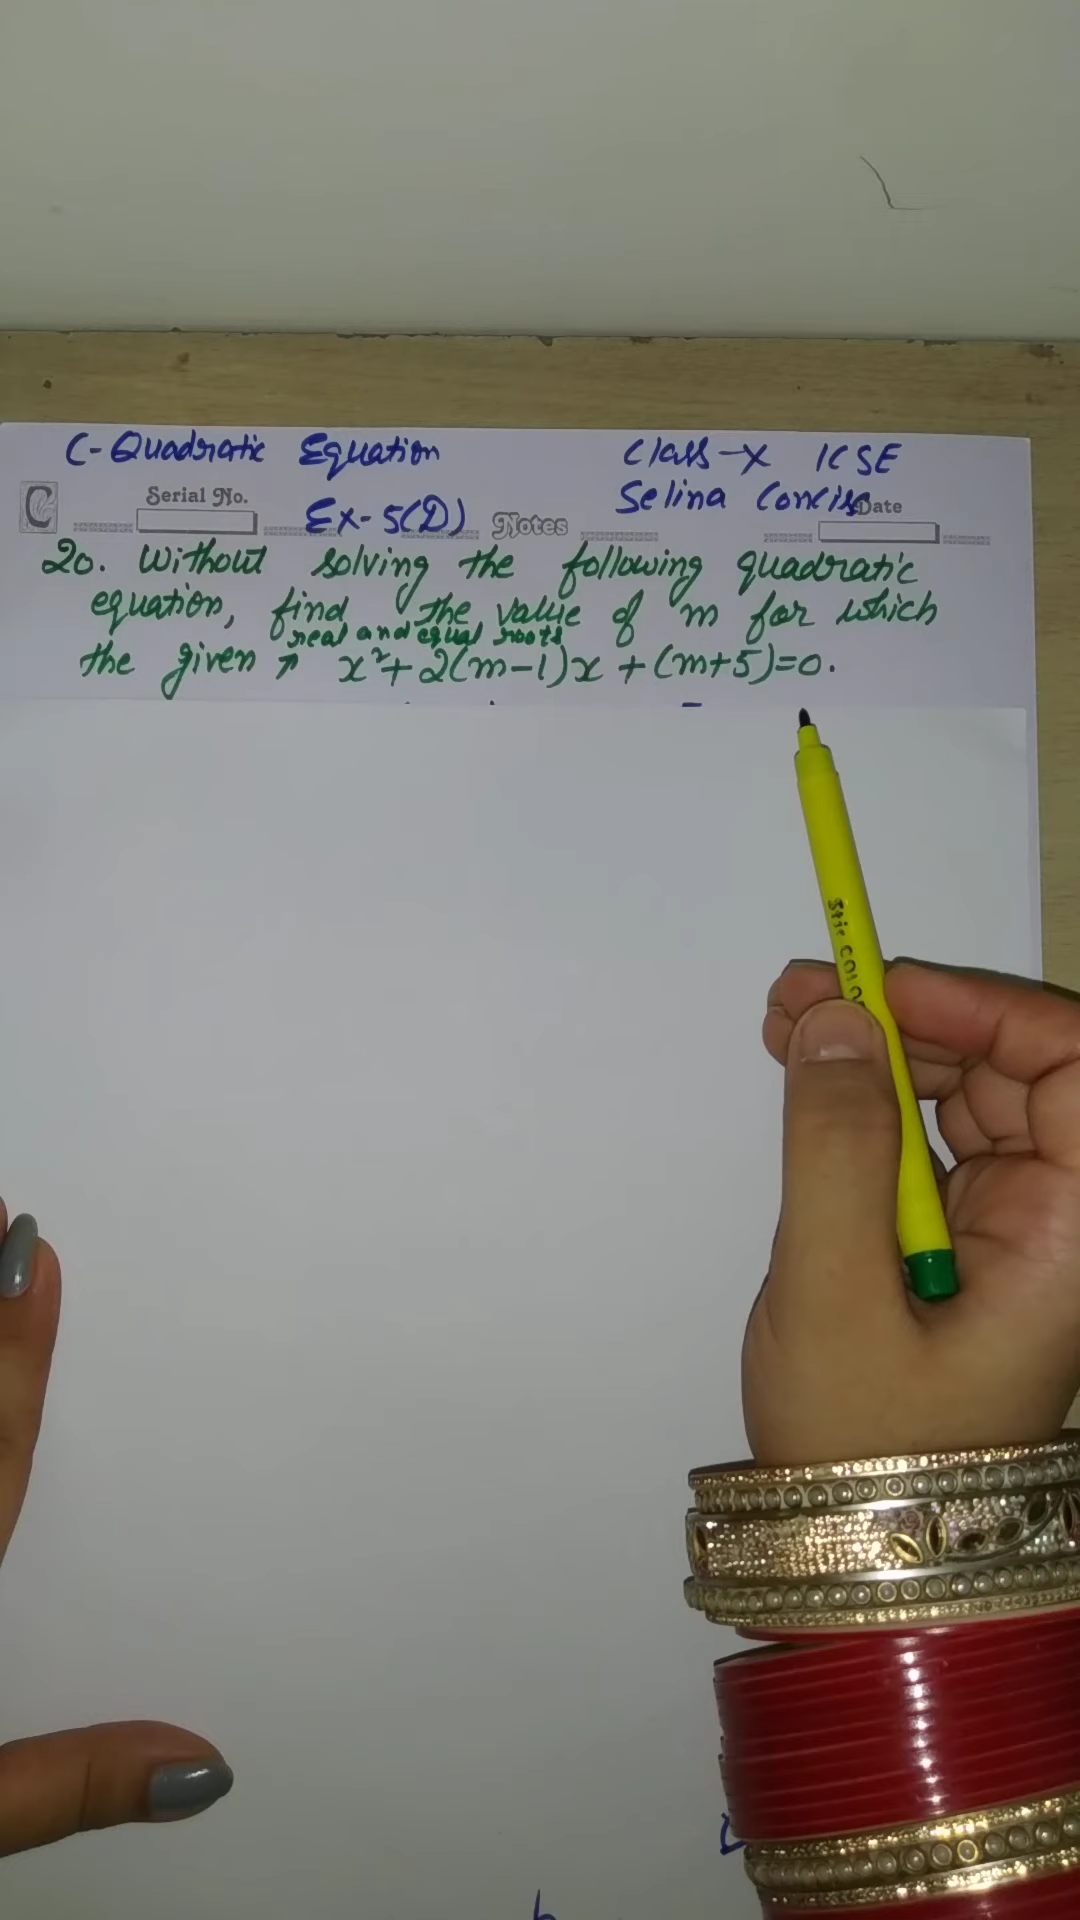 C-Quadratic Equation Class-X ICSE
Serial No. Ex-5(D) Notes Selina Concise Date
20. Without solving the following quadratic
equation, find the value of m for which
real and equal roots
the given ↗ x²+2(m-1)x+(m+5)=0.